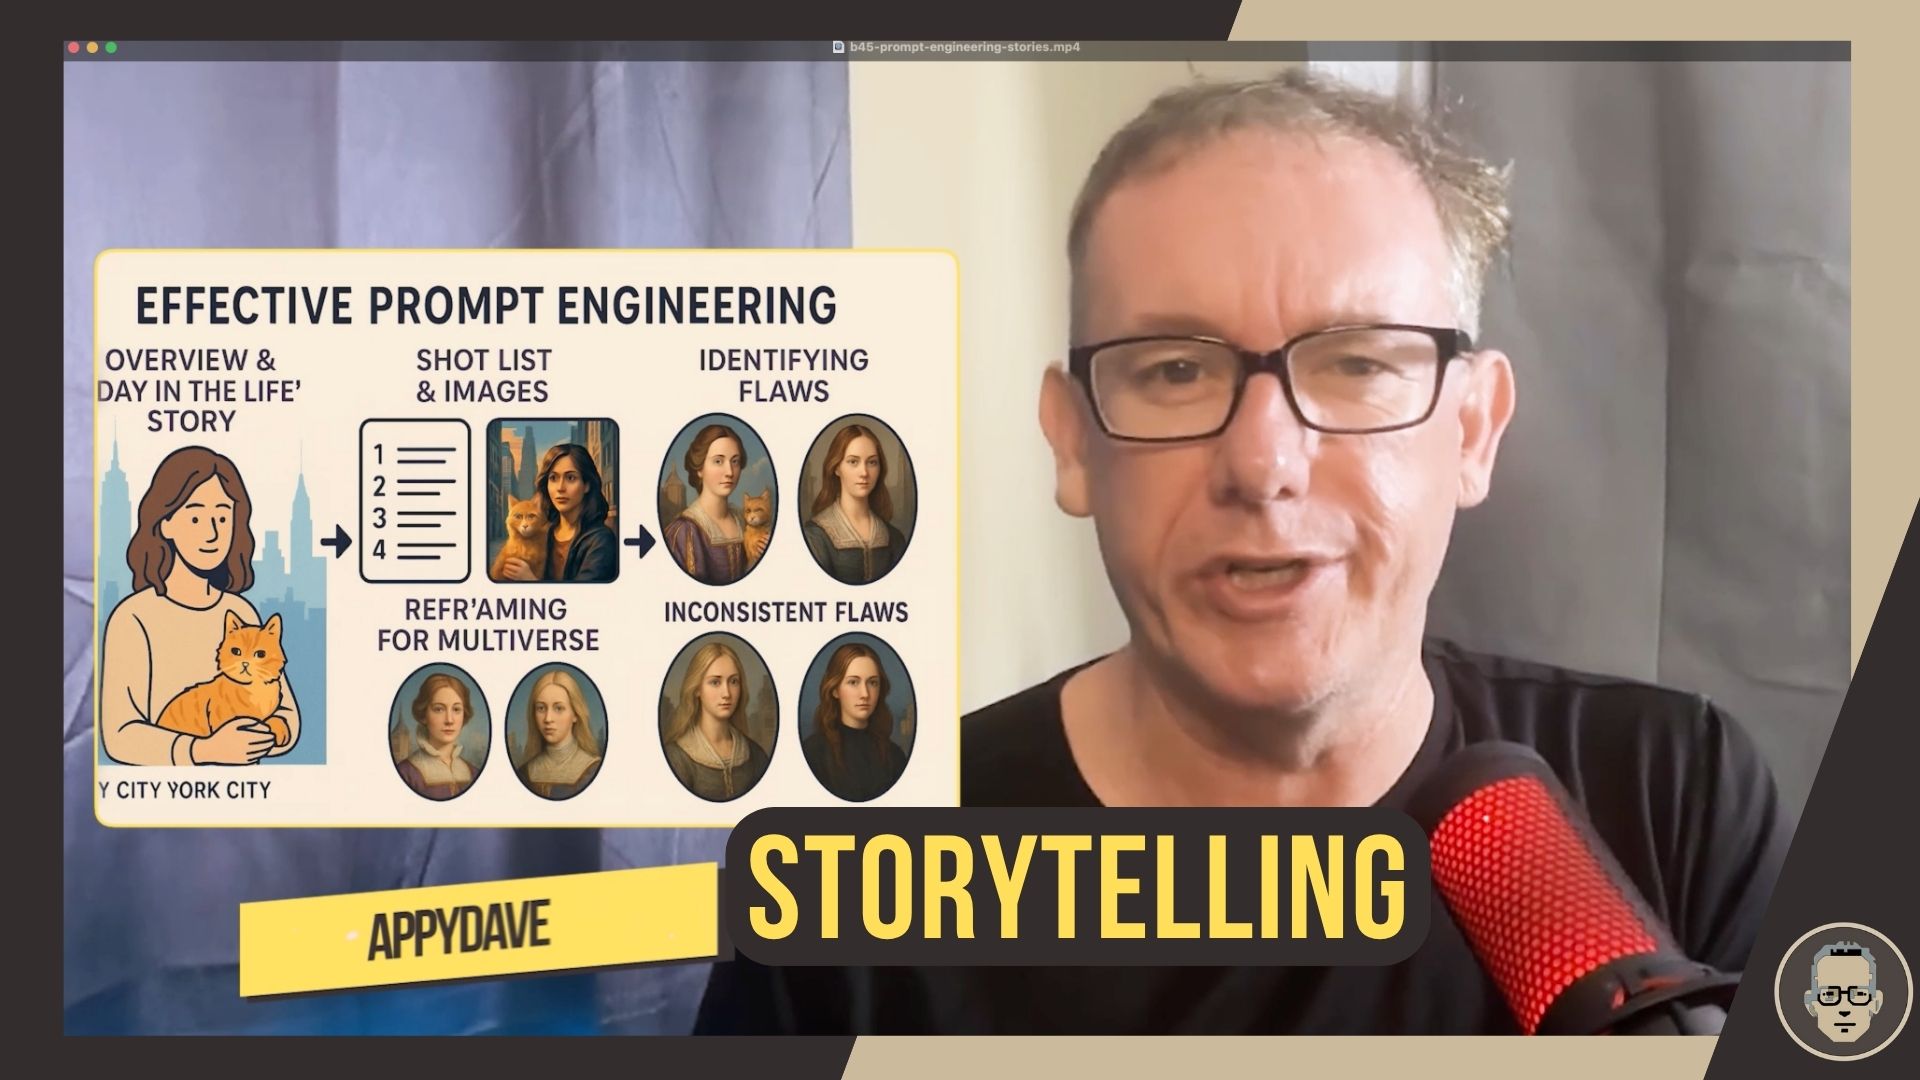 b45-prompt-engineering-stories.mp4
EFFECTIVE PROMPT ENGINEERING
OVERVIEW &
DAY IN THE LIFE'
STORY
SHOT LIST
& IMAGES
1
2
3
4
IDENTIFYING
FLAWS
REFR'AMING
FOR MULTIVERSE
INCONSISTENT FLAWS
Y CITY YORK CITY
STORYTELLING
APPYDAVE